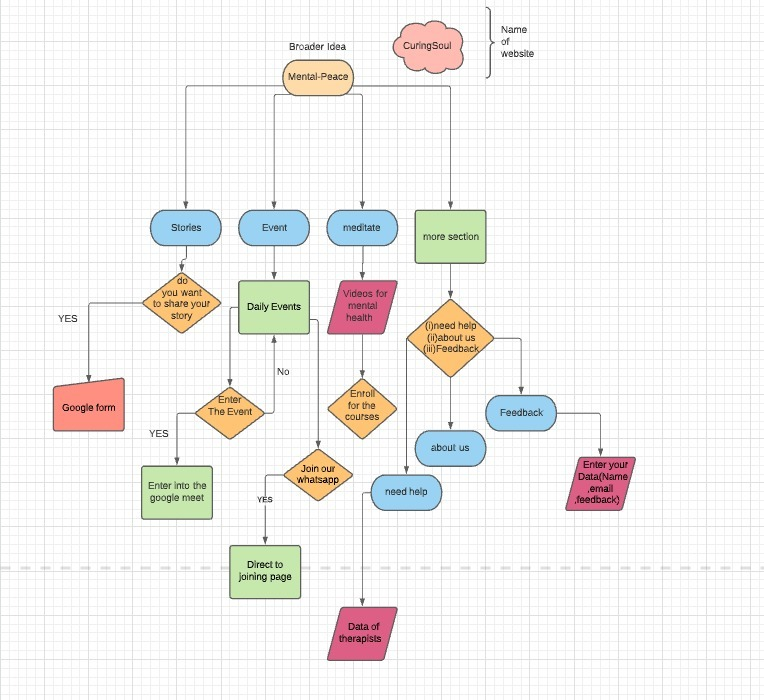 Name
of
website
CuringSoul
Broader Idea
Mental-Peace
Stories
Event
meditate
more section
do
you want
to share your
story
YES
Google form
Daily Events
No
Enter
The Event
YES
Enter into the
google meet
Join our
whatsapp
YES
Direct to
joining page
Videos for
mental
health
Enroll
for the
courses
(i)need help
(ii)about us
(iii)Feedback
Feedback
about us
need help
Enter your
Data(Name
,email
,feedback)
Data of
therapists